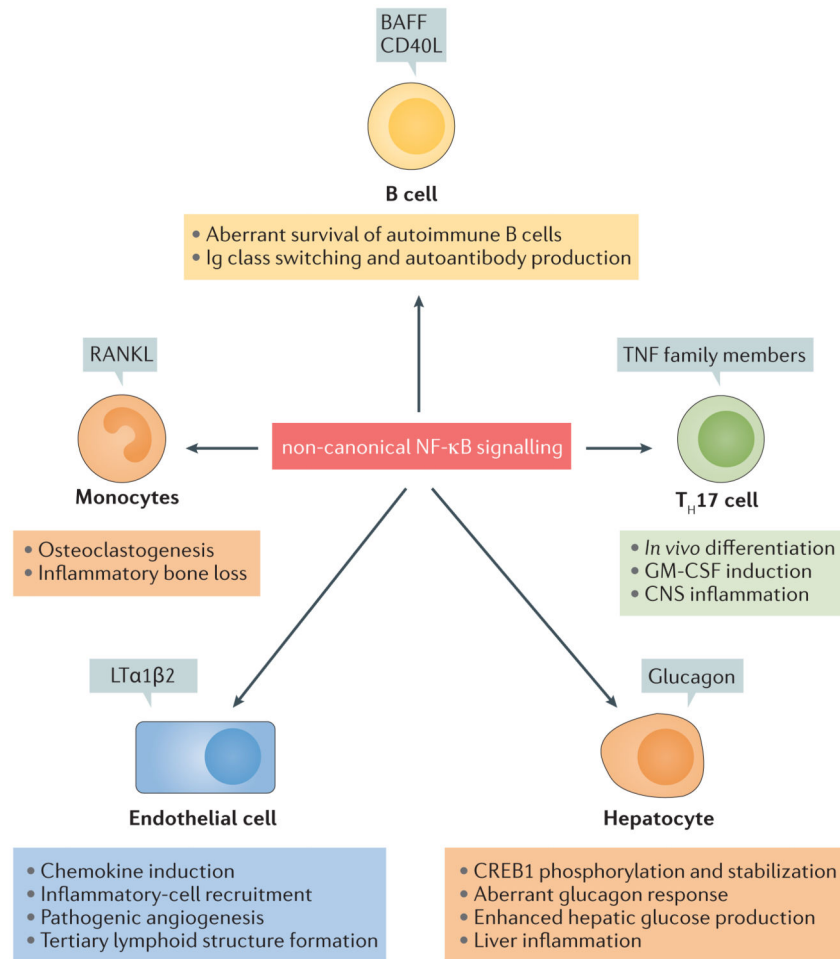 BAFF
CD40L
B cell
• Aberrant survival of autoimmune B cells
• Ig class switching and autoantibody production
RANKL
TNF family members
non-canonical NF-κB signalling
Monocytes
TH17 cell
• Osteoclastogenesis
• Inflammatory bone loss
• In vivo differentiation
• GM-CSF induction
• CNS inflammation
LTα1β2
Glucagon
Endothelial cell
Hepatocyte
• Chemokine induction
• Inflammatory-cell recruitment
• Pathogenic angiogenesis
• Tertiary lymphoid structure formation
• CREB1 phosphorylation and stabilization
• Aberrant glucagon response
• Enhanced hepatic glucose production
• Liver inflammation